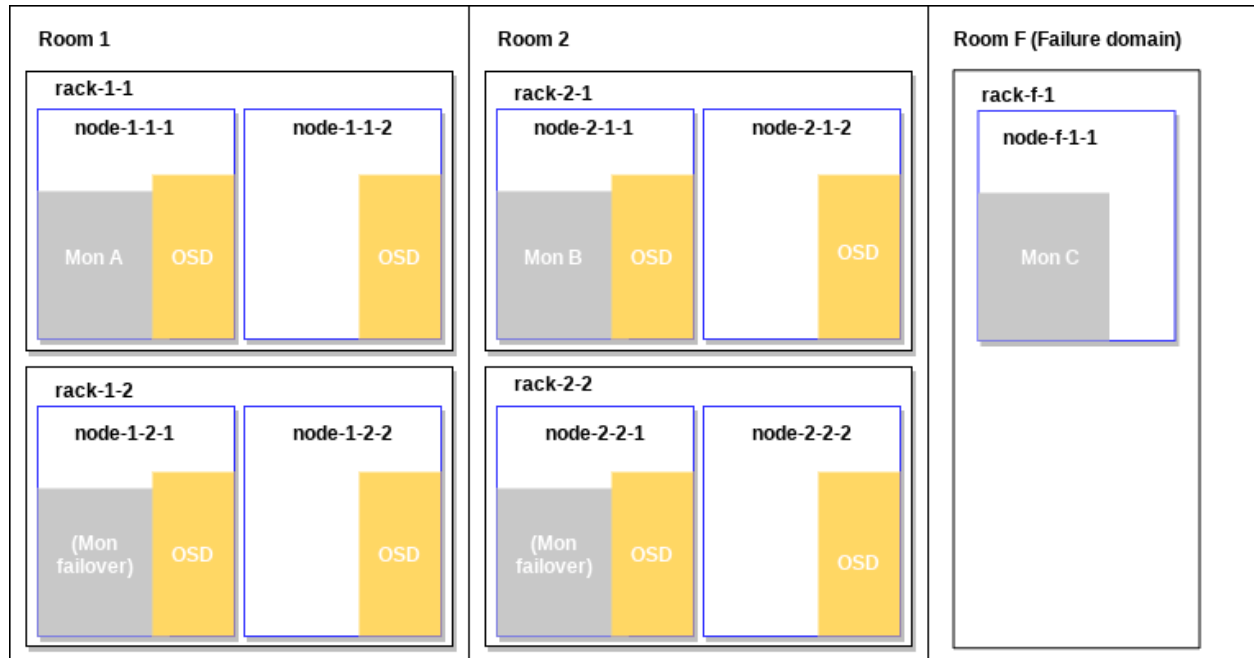 Room 1
rack-1-1
node-1-1-1
Mon A
OSD
node-1-1-2
OSD
rack-1-2
node-1-2-1
(Mon
failover)
OSD
node-1-2-2
OSD
Room 2
rack-2-1
node-2-1-1
Mon B
OSD
node-2-1-2
OSD
rack-2-2
node-2-2-1
(Mon
failover)
OSD
node-2-2-2
OSD
Room F (Failure domain)
rack-f-1
node-f-1-1
Mon C